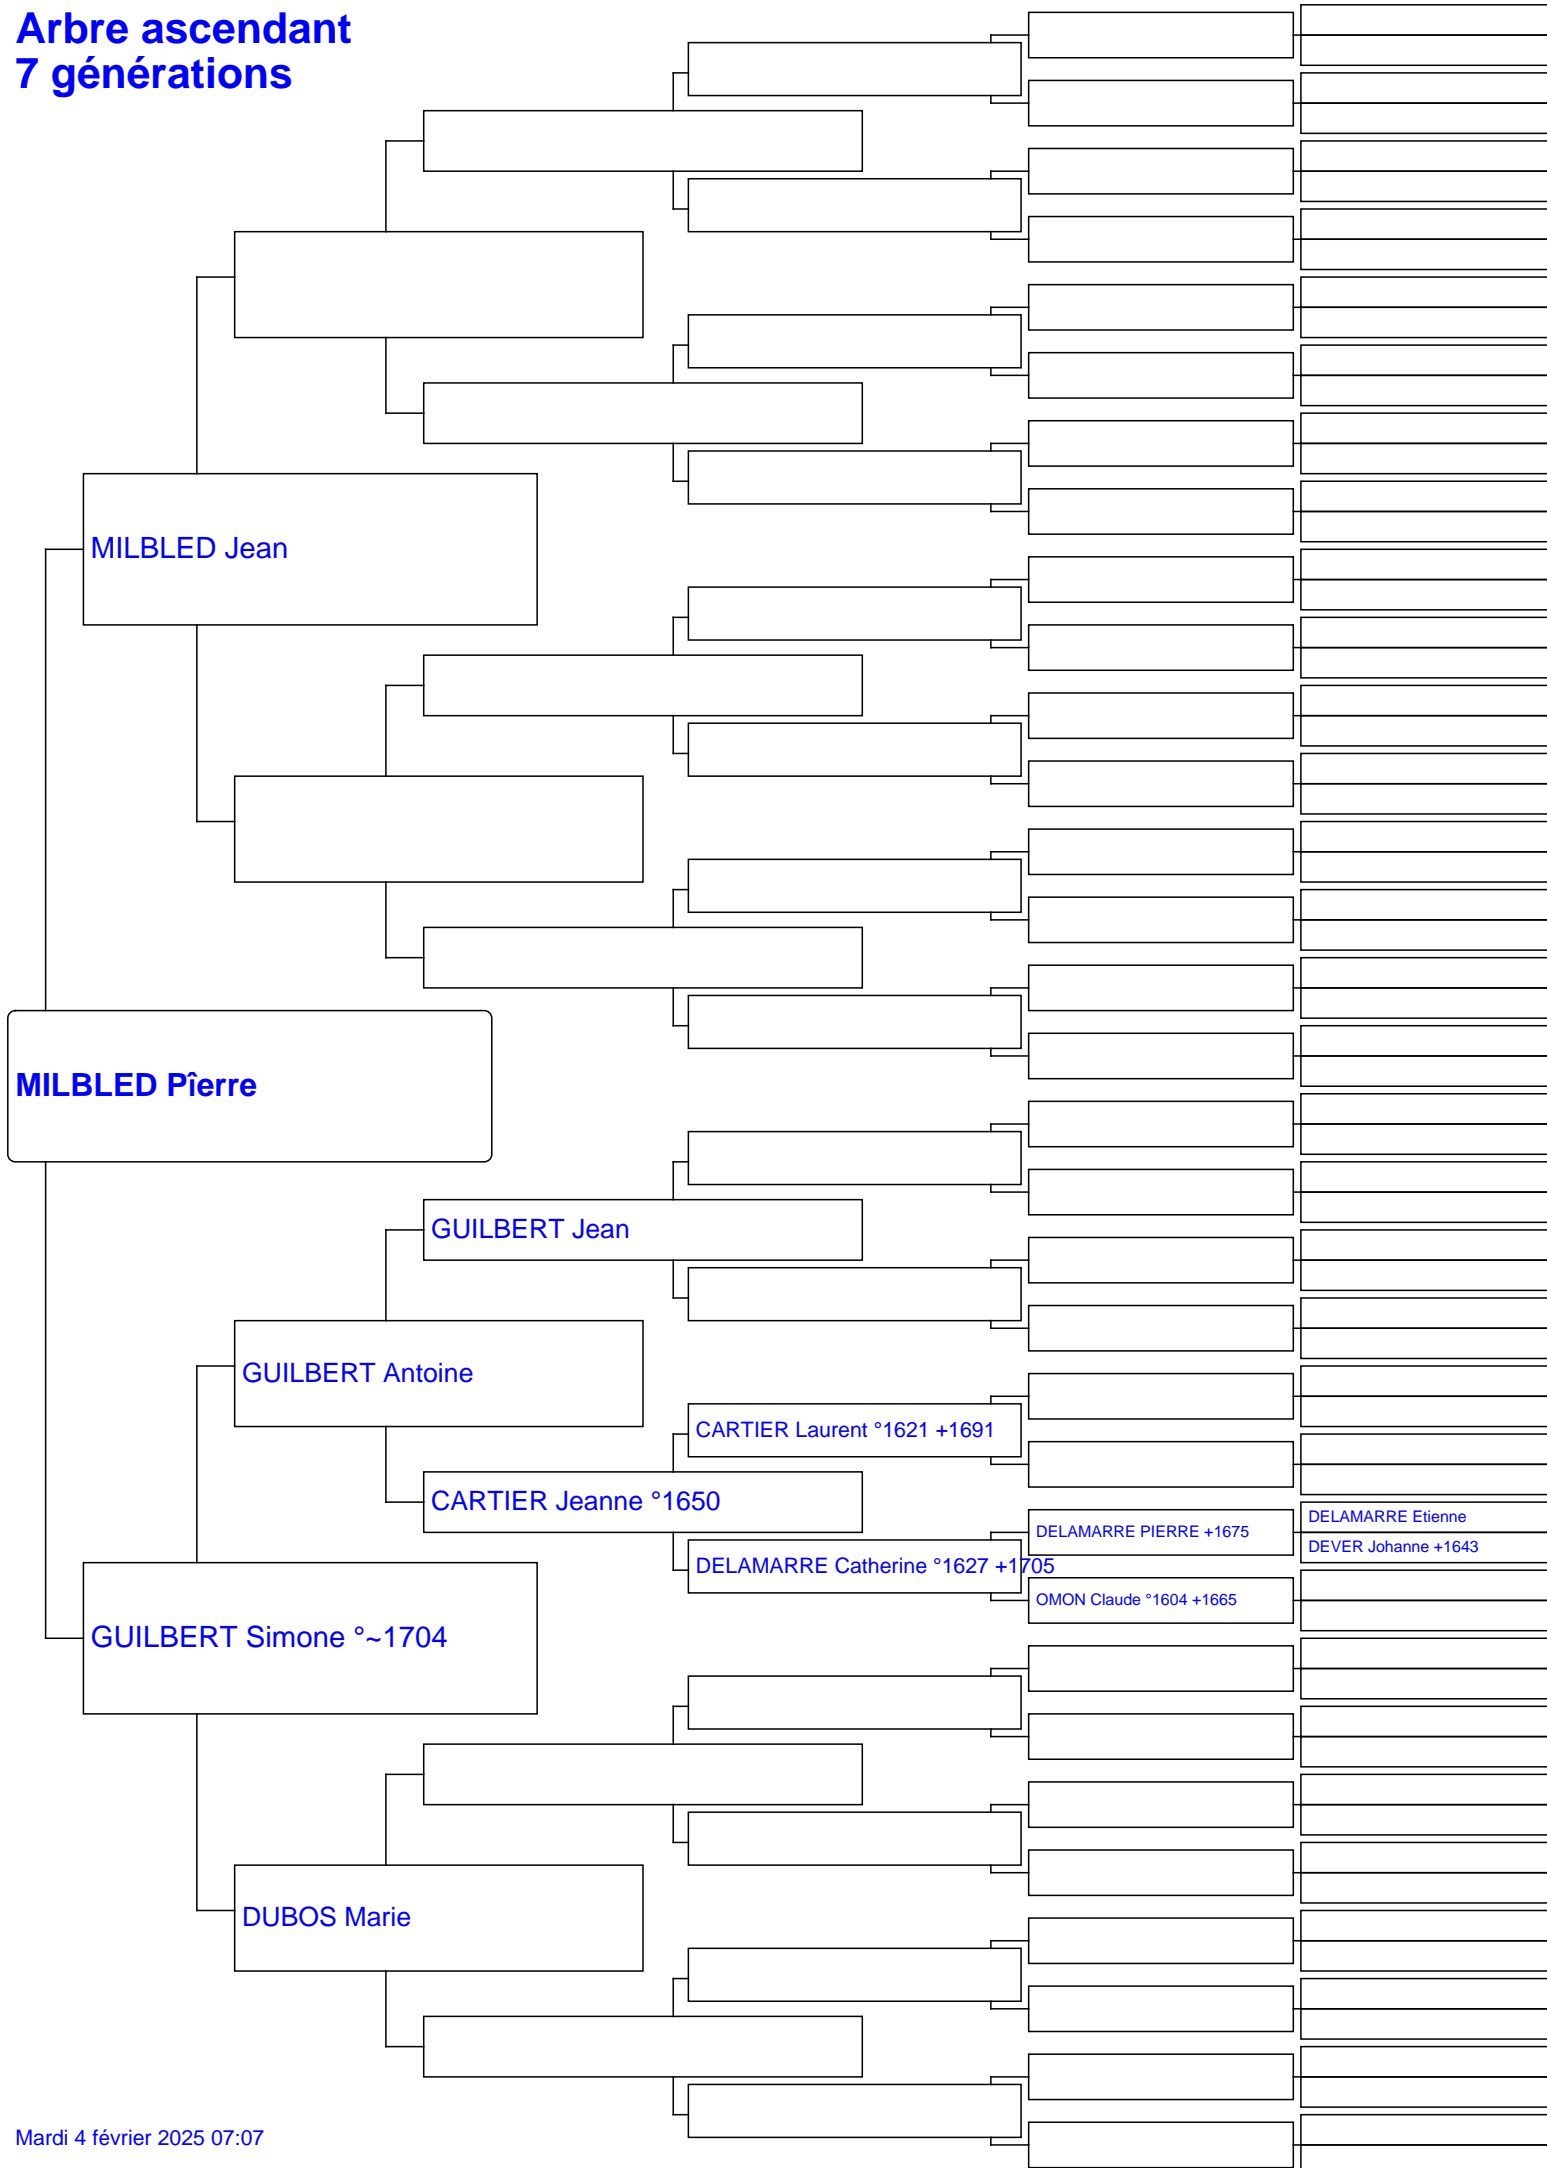 Arbre ascendant
7 générations
MILBLED Jean
MILBLED Pîerre
GUILBERT Jean
GUILBERT Antoine
CARTIER Laurent °1621 +1691
CARTIER Jeanne °1650
DELAMARRE PIERRE +1675
DELAMARRE Etienne
DEVER Johanne +1643
DELAMARRE Catherine °1627 +1705
OMON Claude °1604 +1665
GUILBERT Simone °~1704
DUBOS Marie
Mardi 4 février 2025 07:07